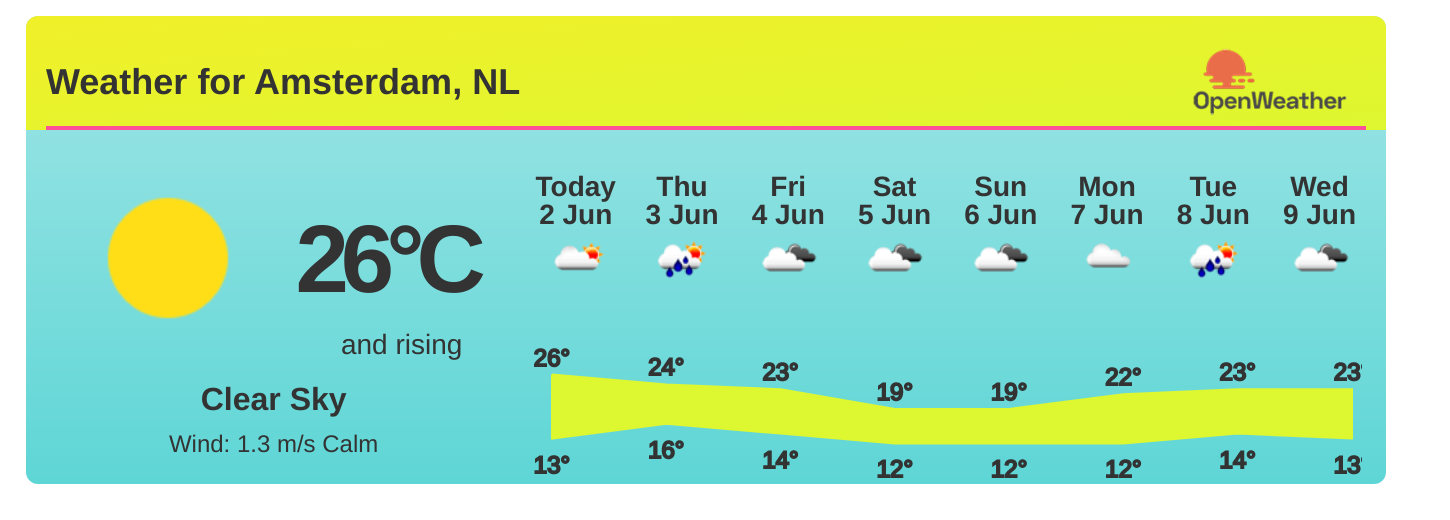 Weather for Amsterdam, NL
OpenWeather
26°C
and rising
Clear Sky
Wind: 1.3 m/s Calm
Today Thu Fri Sat Sun Mon Tue Wed
2 Jun 3 Jun 4 Jun 5 Jun 6 Jun 7 Jun 8 Jun 9 Jun
26° 24° 23° 19° 19° 22° 23° 23°
13° 16° 14° 12° 12° 12° 14° 13°